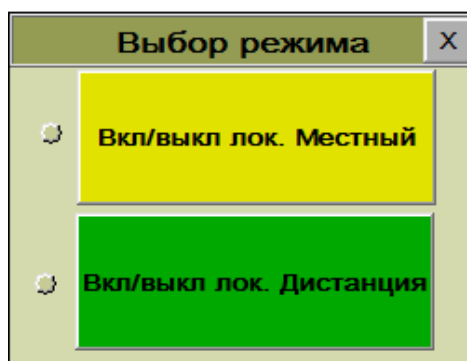 Выбор режима
X
Вкл/выкл лок. Местный
Вкл/выкл лок. Дистанция